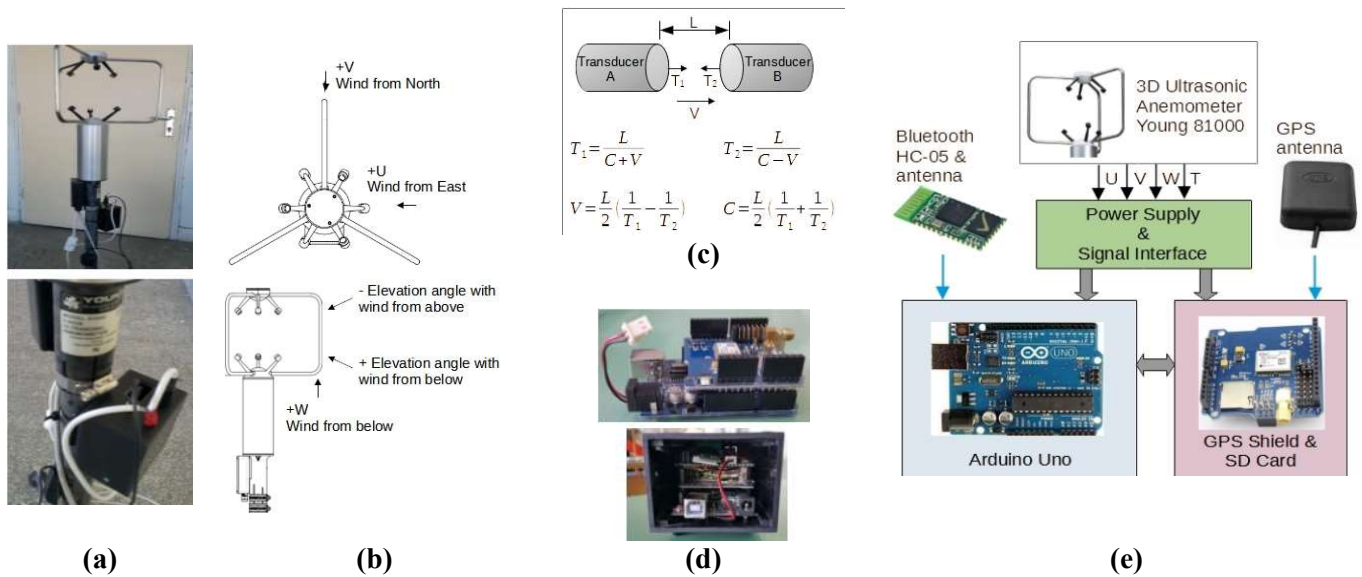 YOUNG
+V
Wind from North
+U
Wind from East
- Elevation angle with
wind from above
+ Elevation angle with
wind from below
+W
Wind from below
L
Transducer
A
Transducer
B
T₁
T₂
V
T₁ = L / (C+V)
T₂ = L / (C−V)
V = L/2 (1/T₁ − 1/T₂)
C = L/2 (1/T₁ + 1/T₂)
3D Ultrasonic
Anemometer
Young 81000
Bluetooth
HC-05 &
antenna
GPS
antenna
U V W T
Power Supply
&
Signal Interface
UNO
ARDUINO
Arduino Uno
GPS Shield &
SD Card
(a)
(b)
(c)
(d)
(e)